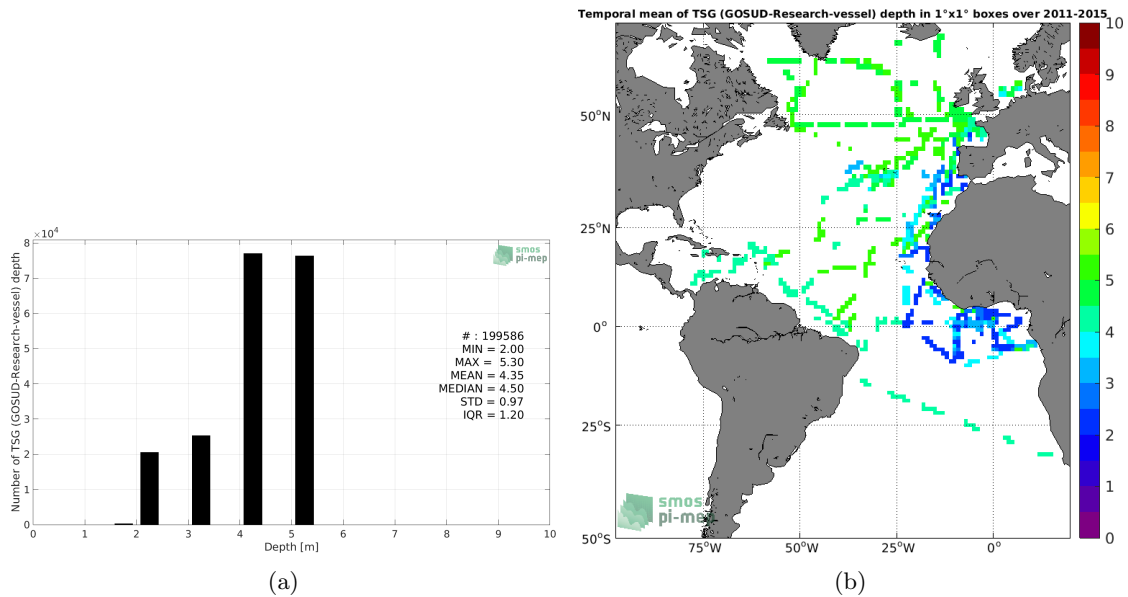 ×10⁴
8
7
6
5
4
3
2
1
0
Number of TSG (GOSUD-Research-vessel)) depth
smos
pi-mep
# : 199586
MIN = 2.00
MAX = 5.30
MEAN = 4.35
MEDIAN = 4.50
STD = 0.97
IQR = 1.20
0 1 2 3 4 5 6 7 8 9 10
Depth [m]
(a)
Temporal mean of TSG (GOSUD-Research-vessel) depth in 1°x1° boxes over 2011-2015
50°N
25°N
0°
25°S
50°S
75°W 50°W 25°W 0°
smos
pi-mep
10
9
8
7
6
5
4
3
2
1
0
(b)